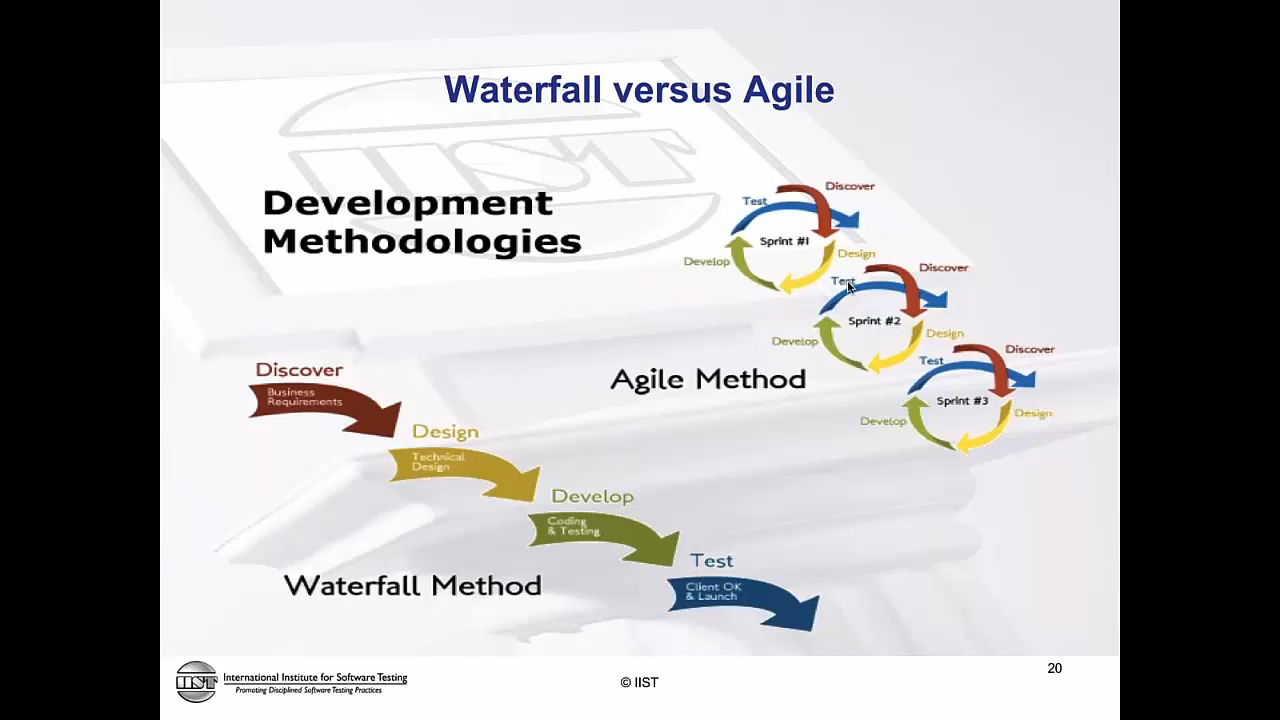 Waterfall versus Agile
IIST
Development
Methodologies
Discover
Test
Sprint #1
Design
Develop
Discover
Test
Sprint #2
Design
Develop
Discover
Test
Sprint #3
Design
Develop
Agile Method
Discover
Business
Requirements
Design
Technical
Design
Develop
Coding
& Testing
Test
Client OK
& Launch
Waterfall Method
IIST
International Institute for Software Testing
Promoting Disciplined Software Testing Practices
© IIST
20